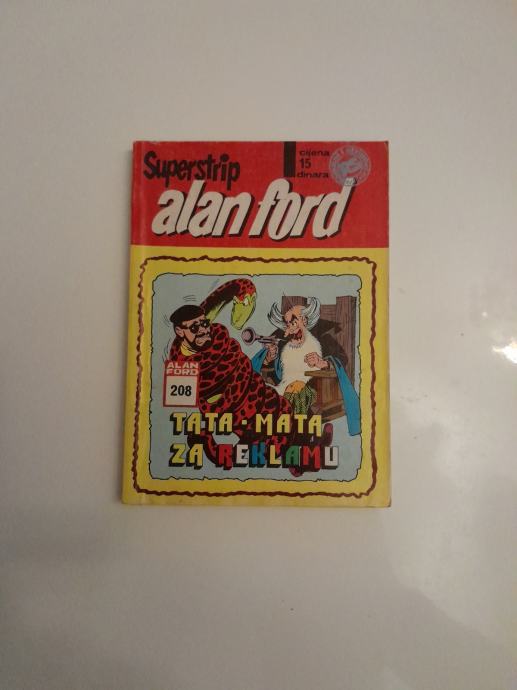 Superstrip
cijena
15
dinara
alan ford
ALAN
FORD
208
TATA • MATA
ZA REKLAMU